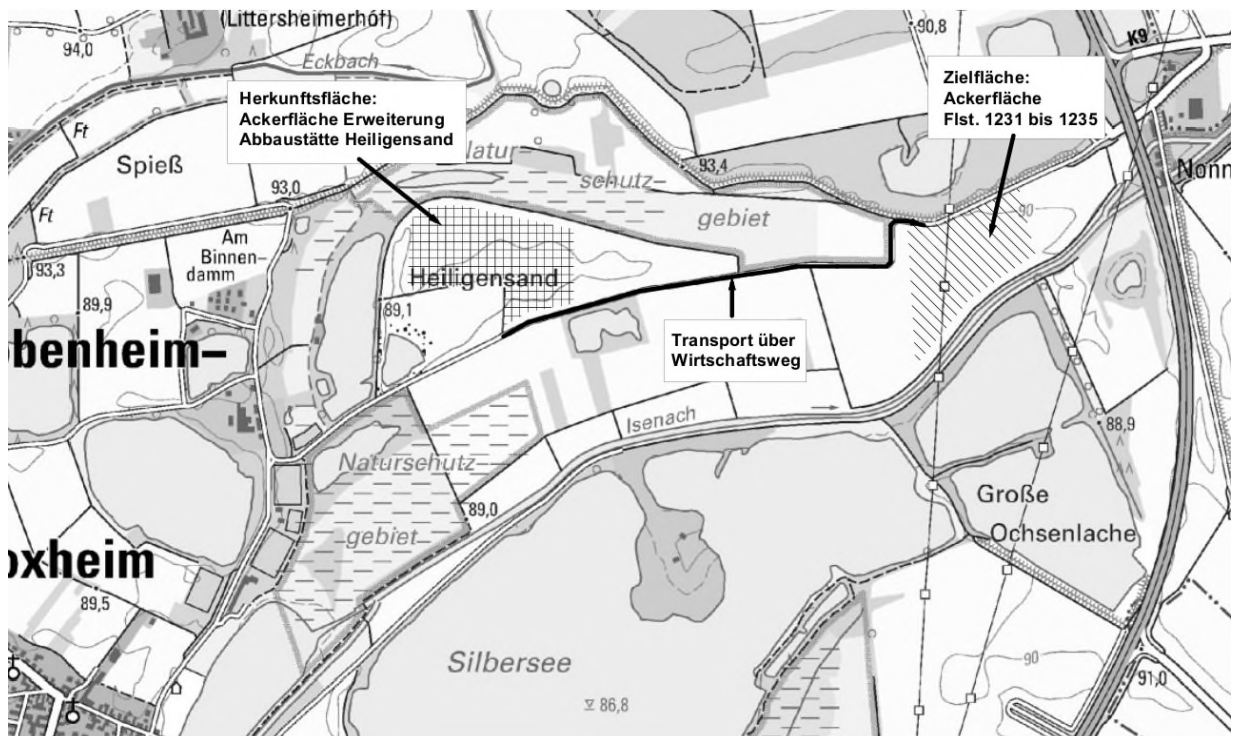 (Littersheimerhof)
94,0
Eckbach
90,8
K9
Herkunftsfläche:
Ackerfläche Erweiterung
Abbaustätte Heiligensand
Zielfläche:
Ackerfläche
Flst. 1231 bis 1235
Ft
Spieß
Natur
schutz-
gebiet
93,4
Nonn
93,0
90
Ft
Am
Binnen-
damm
93,3
Heiligensand
89,9
89,1
benheim-
Transport über
Wirtschaftsweg
Isenach
88,9
Naturschutz-
gebiet
89,0
Große
Ochsenlache
oxheim
89,5
Silbersee
90
91,0
86,8